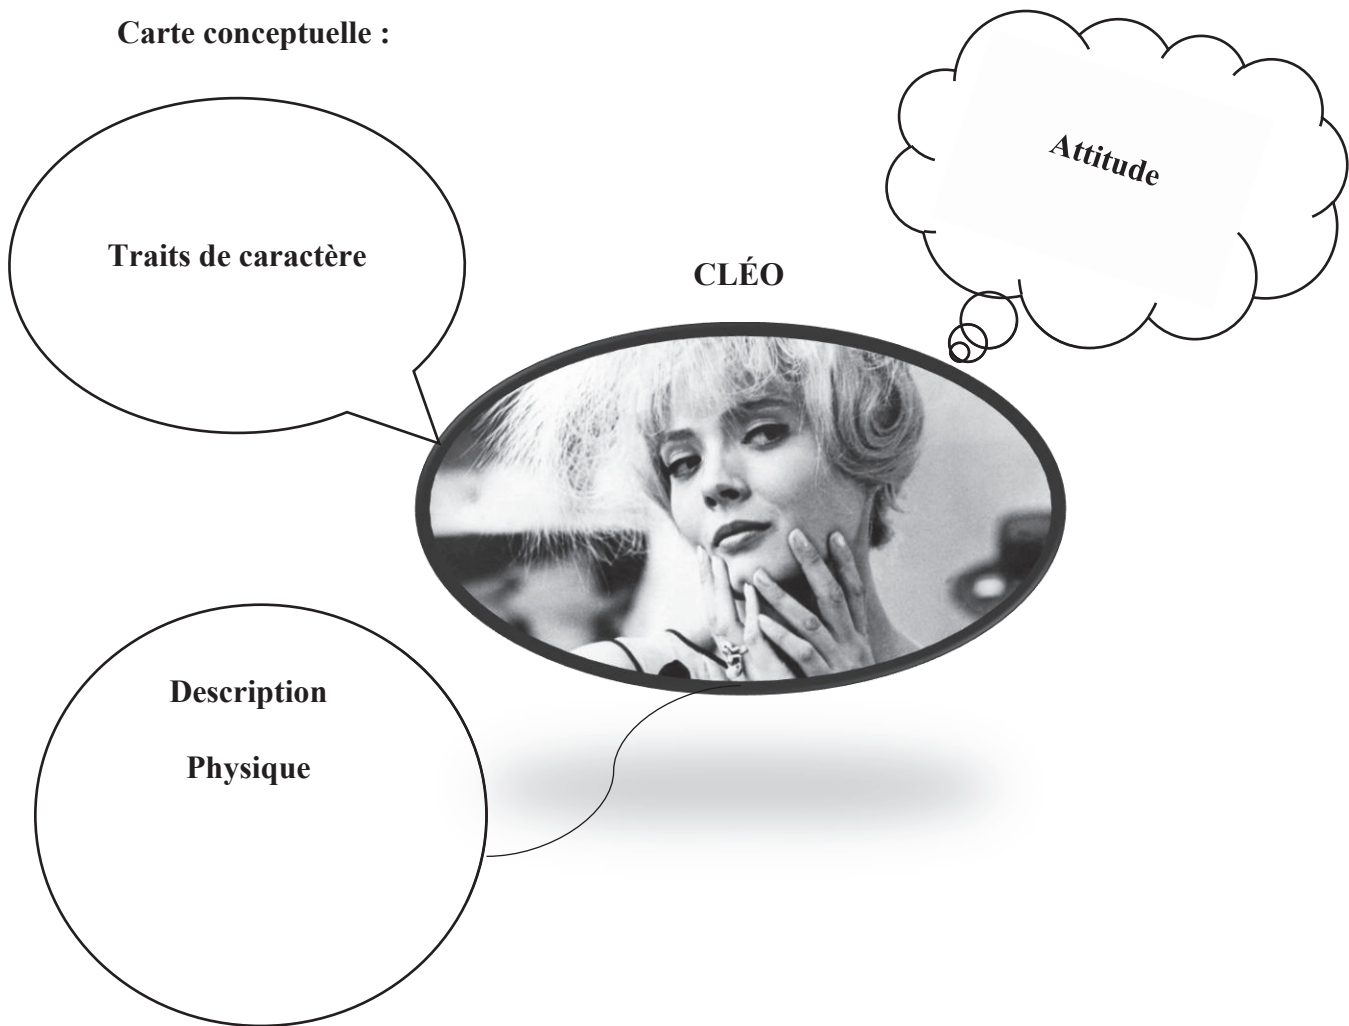 Carte conceptuelle :
Attitude
Traits de caractère
CLÉO
Description
Physique